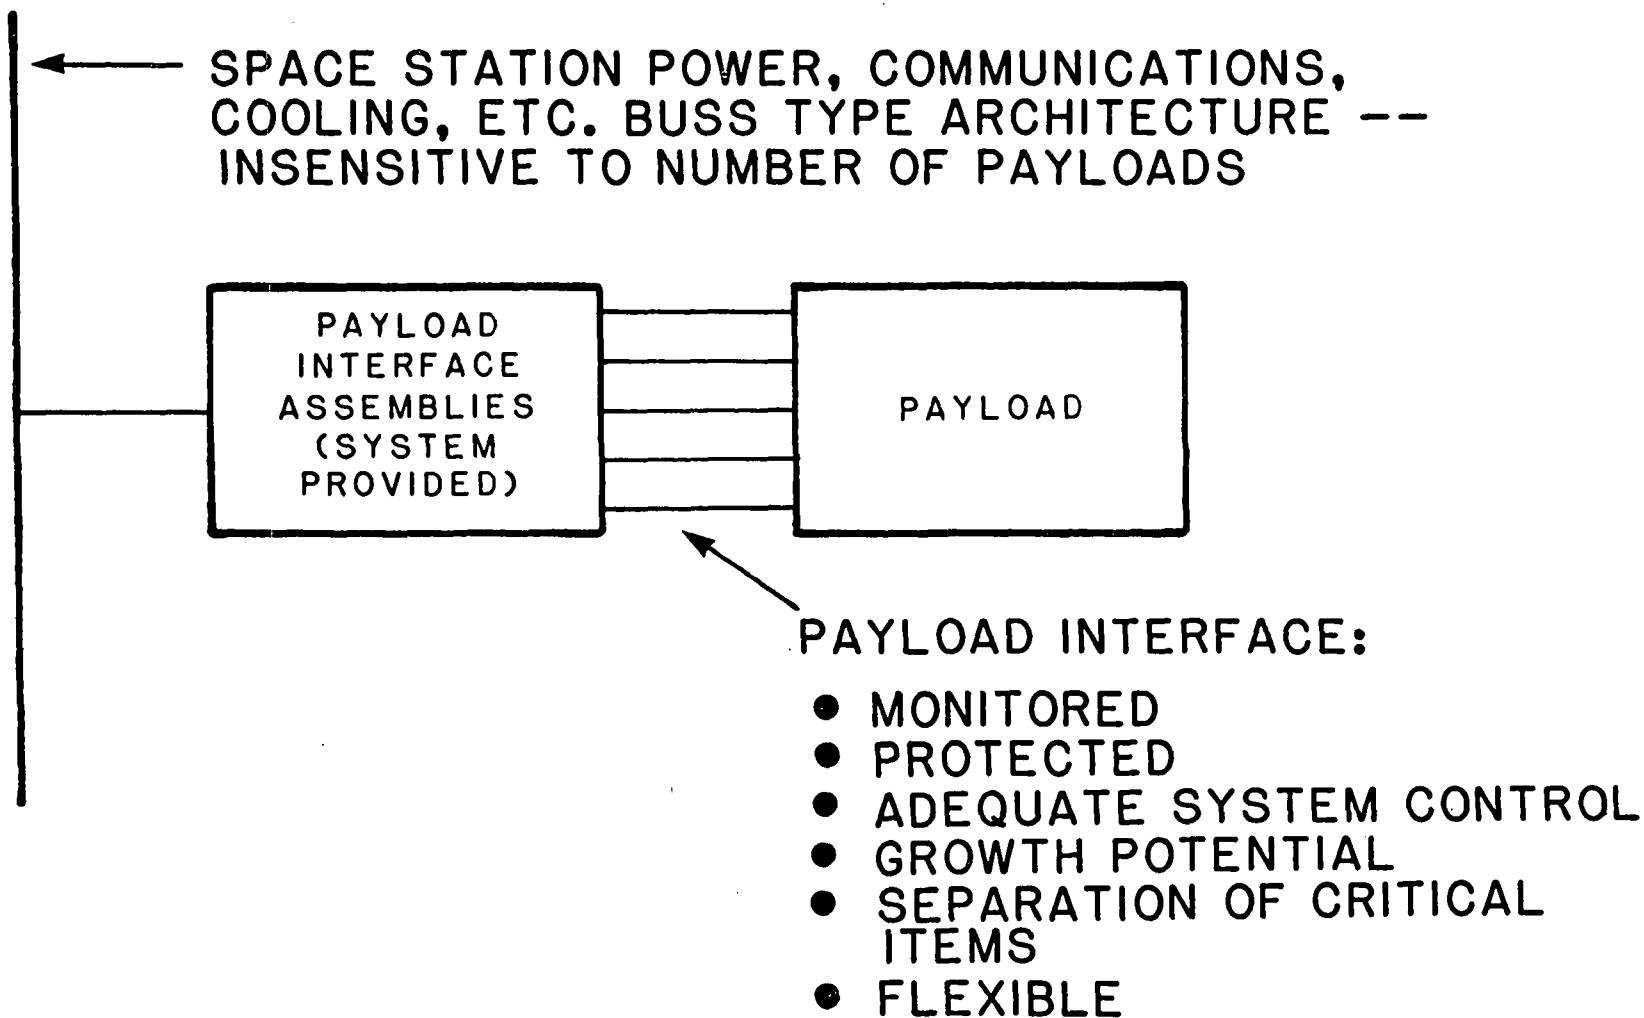 SPACE STATION POWER, COMMUNICATIONS,
COOLING, ETC. BUSS TYPE ARCHITECTURE --
INSENSITIVE TO NUMBER OF PAYLOADS
PAYLOAD
INTERFACE
ASSEMBLIES
(SYSTEM
PROVIDED)
PAYLOAD
PAYLOAD INTERFACE:
● MONITORED
● PROTECTED
● ADEQUATE SYSTEM CONTROL
● GROWTH POTENTIAL
● SEPARATION OF CRITICAL
ITEMS
● FLEXIBLE